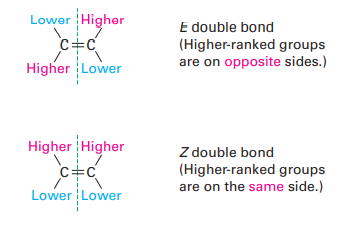 Lower Higher
C=C
Higher Lower
E double bond
(Higher-ranked groups
are on opposite sides.)
Higher Higher
C=C
Lower Lower
Z double bond
(Higher-ranked groups
are on the same side.)